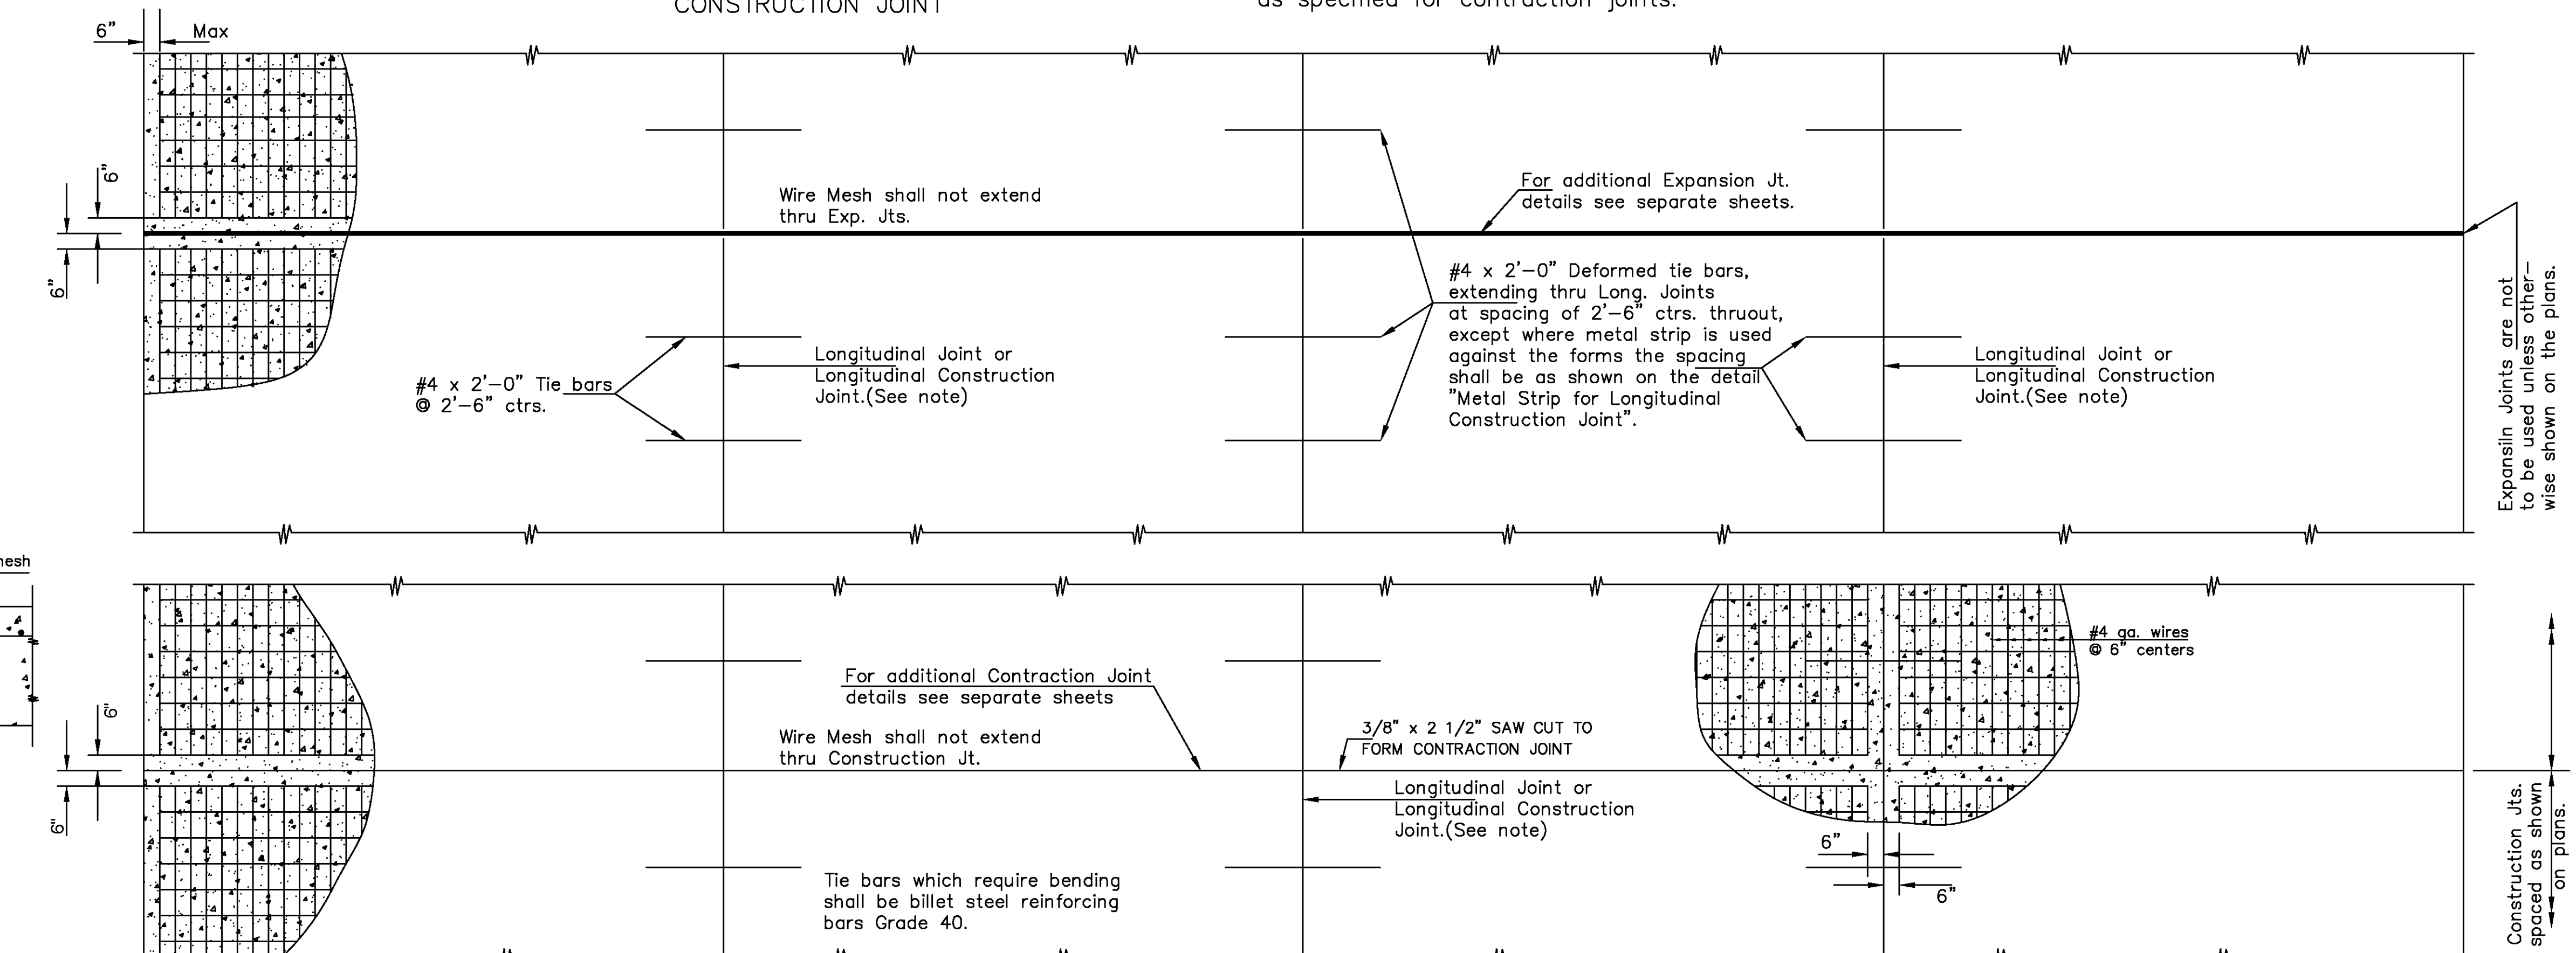 CONSTRUCTION JOINT
as specified for contraction joints.
6" Max
6"
6"
Wire Mesh shall not extend
thru Exp. Jts.
For additional Expansion Jt.
details see separate sheets.
#4 x 2'-0" Deformed tie bars,
extending thru Long. Joints
at spacing of 2'-6" ctrs. thruout,
except where metal strip is used
against the forms the spacing
shall be as shown on the detail
"Metal Strip for Longitudinal
Construction Joint".
#4 x 2'-0" Tie bars
@ 2'-6" ctrs.
Longitudinal Joint or
Longitudinal Construction
Joint.(See note)
Longitudinal Joint or
Longitudinal Construction
Joint.(See note)
Expansiln Joints are not
to be used unless other-
wise shown on the plans.
mesh
6"
6"
For additional Contraction Joint
details see separate sheets
Wire Mesh shall not extend
thru Construction Jt.
3/8" x 2 1/2" SAW CUT TO
FORM CONTRACTION JOINT
Longitudinal Joint or
Longitudinal Construction
Joint.(See note)
Tie bars which require bending
shall be billet steel reinforcing
bars Grade 40.
#4 ga. wires
@ 6" centers
6"
6"
Construction Jts.
spaced as shown
on plans.